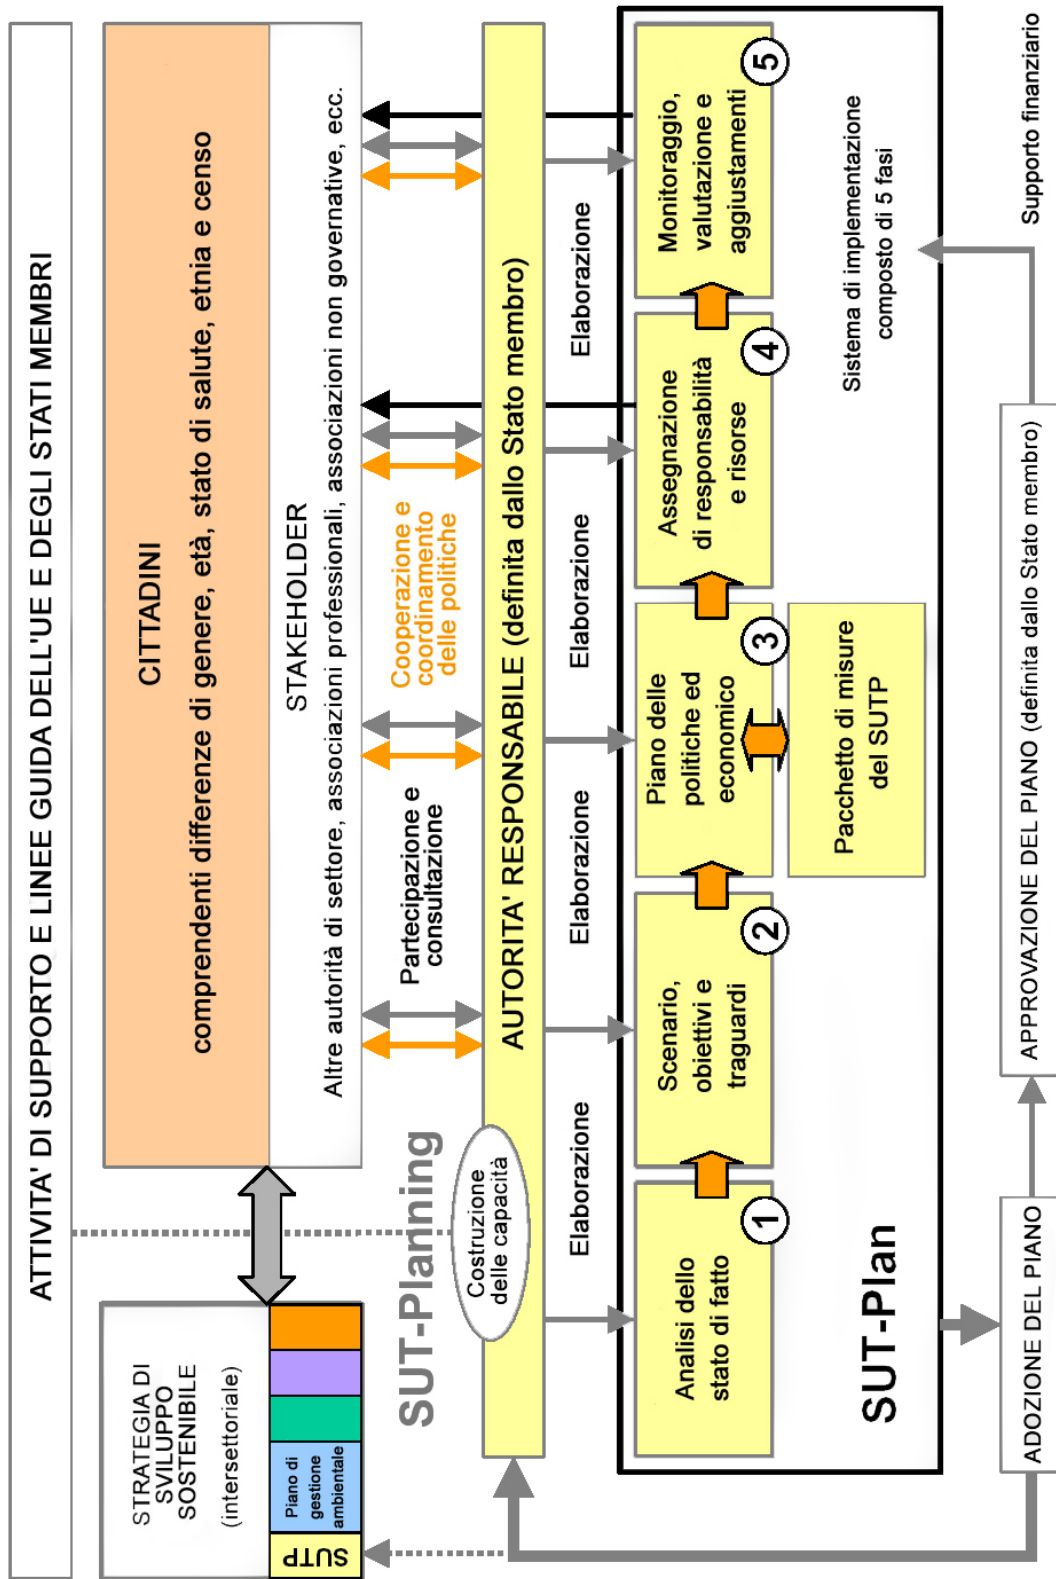 ATTIVITA' DI SUPPORTO E LINEE GUIDA DELL'UE E DEGLI STATI MEMBRI
STRATEGIA DI
SVILUPPO
SOSTENIBILE
(intersettoriale)
SUTP
Piano di
gestione
ambientale
CITTADINI
comprendenti differenze di genere, età, stato di salute, etnia e censo
STAKEHOLDER
Altre autorità di settore, associazioni professionali, associazioni non governative, ecc.
SUT-Planning
Partecipazione e
consultazione
Cooperazione e
coordinamento
delle politiche
Costruzione
delle capacità
AUTORITA' RESPONSABILE (definita dallo Stato membro)
Elaborazione
Elaborazione
Elaborazione
Elaborazione
Elaborazione
Analisi dello
stato di fatto
1
Scenario,
obiettivi e
traguardi
2
Piano delle
politiche ed
economico
3
Assegnazione
di responsabilità
e risorse
4
Monitoraggio,
valutazione e
aggiustamenti
5
Pacchetto di misure
del SUTP
SUT-Plan
Sistema di implementazione
composto di 5 fasi
ADOZIONE DEL PIANO
APPROVAZIONE DEL PIANO (definita dallo Stato membro)
Supporto finanziario